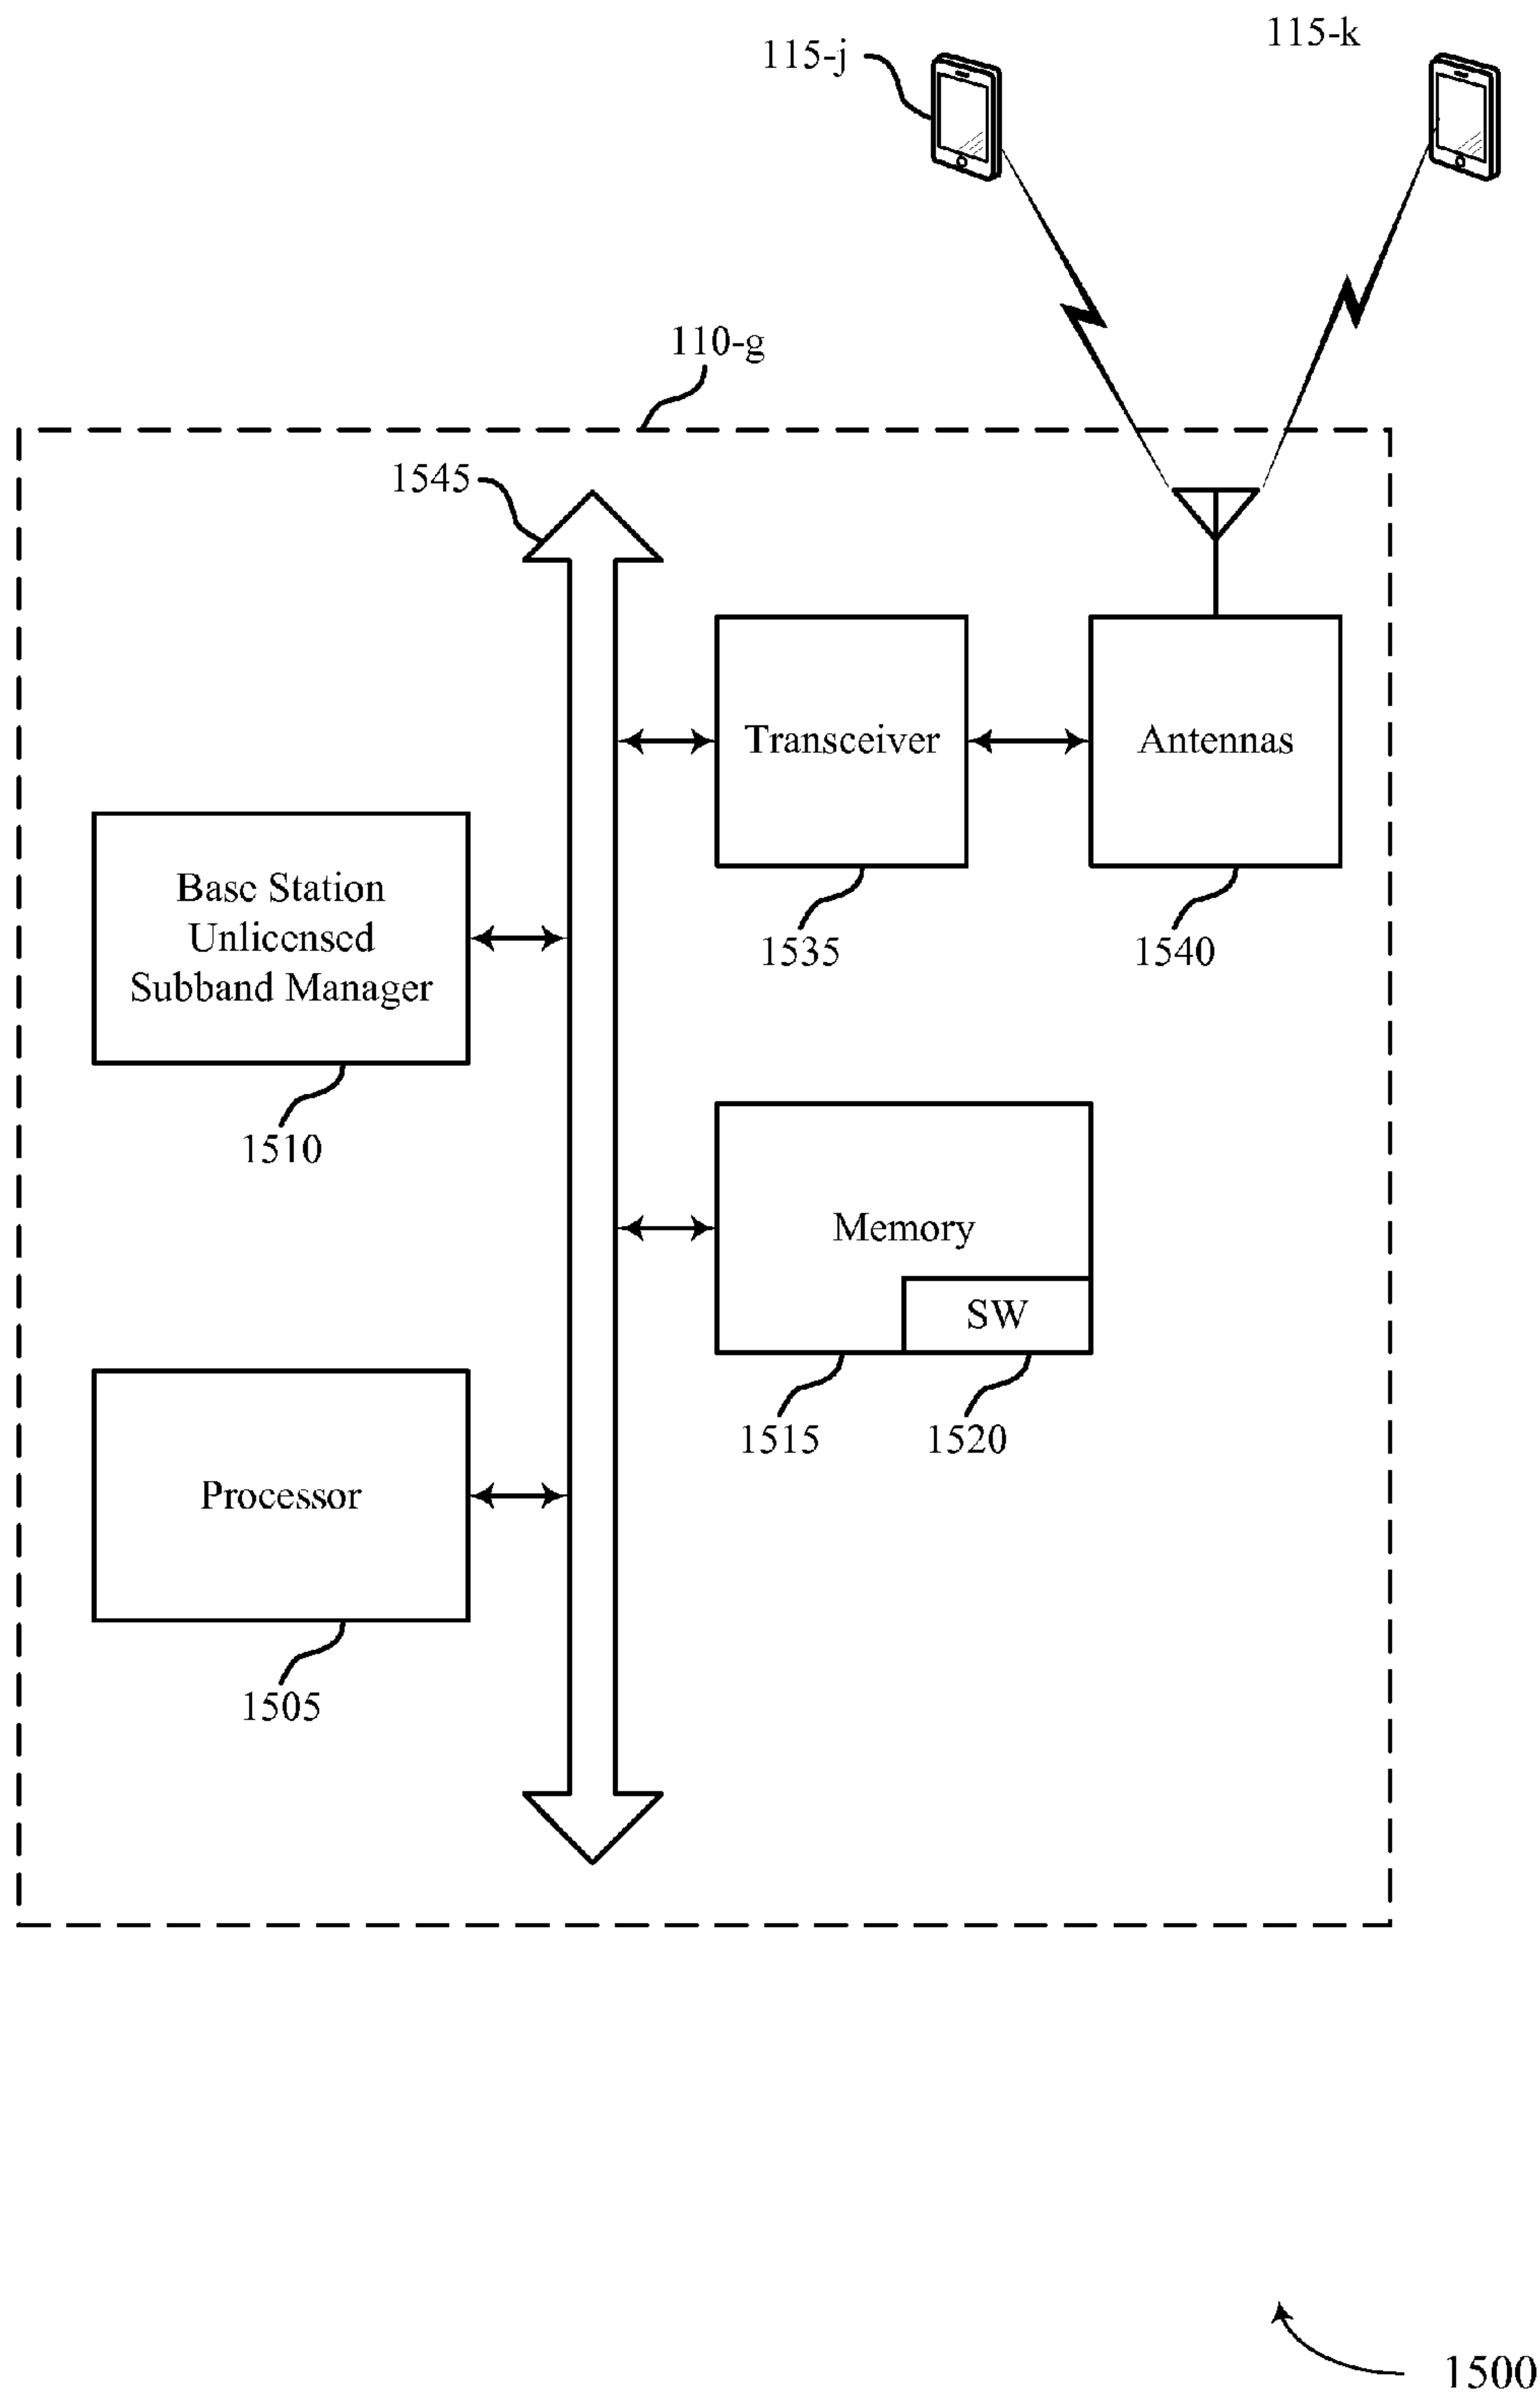 115-j
115-k
110-g
1545
Transceiver
Antennas
1535
1540
Base Station
Unlicensed
Subband Manager
1510
Memory
SW
1515
1520
Processor
1505
1500